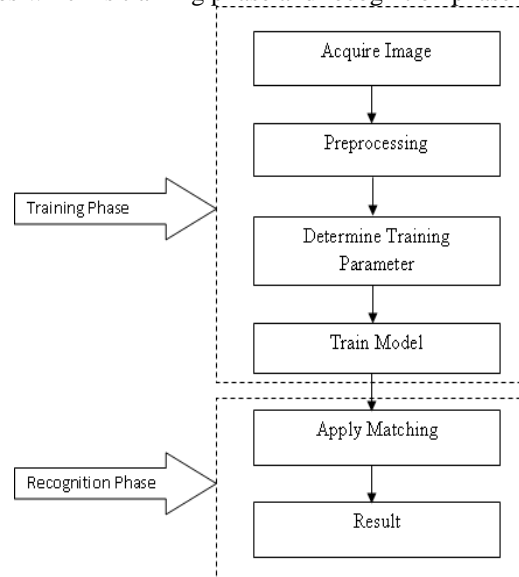 Acquire Image
Preprocessing
Training Phase
Determine Training
Parameter
Train Model
Apply Matching
Recognition Phase
Result